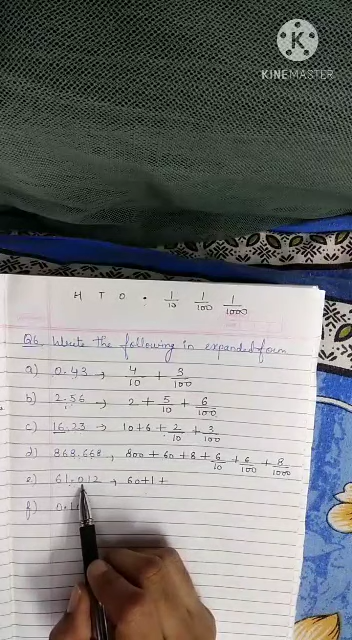 K
KINEMASTER
H T O . 1/10 1/100 1/1000
Q6. Write the following in expanded form
a) 0.43 → 4/10 + 3/100
b) 2.56 → 2 + 5/10 + 6/100
c) 16.23 → 10+6 + 2/10 + 3/100
d) 868.668, 800 + 60 + 8 + 6/10 + 6/100 + 8/1000
e) 61.012 → 60+1+
f)